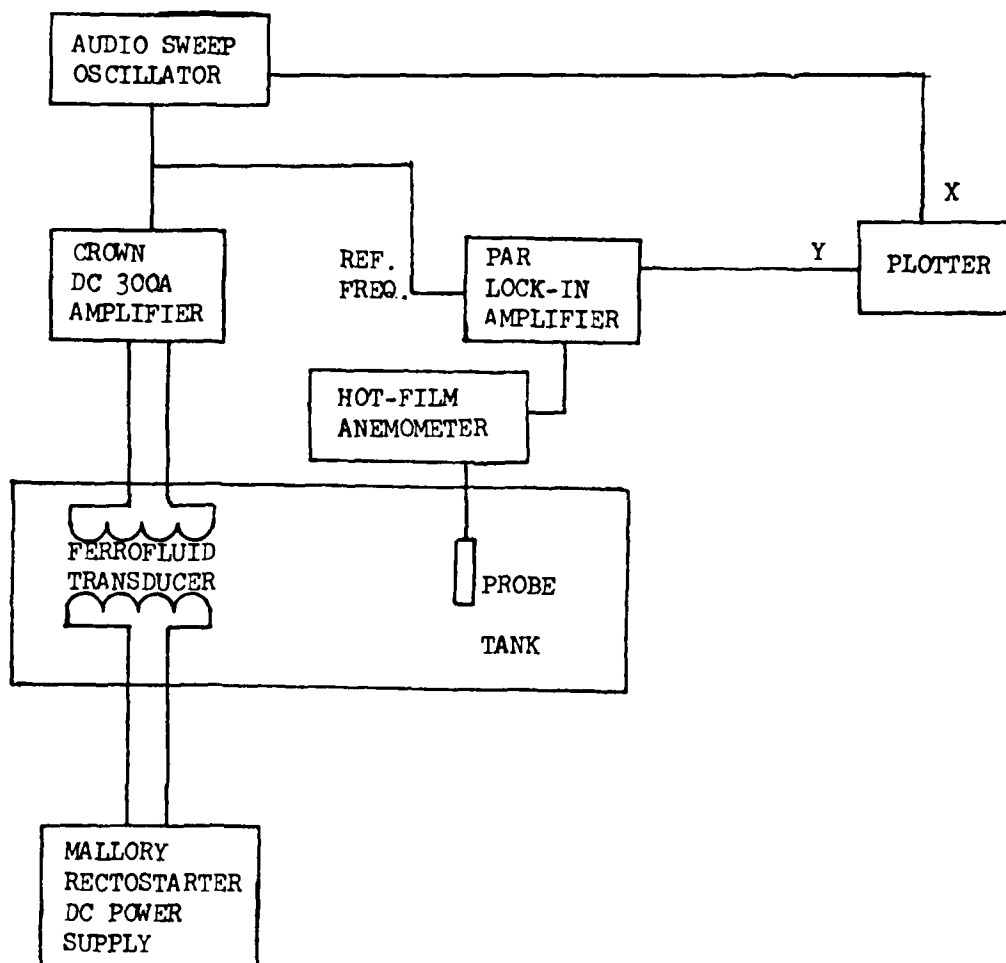 AUDIO SWEEP
OSCILLATOR
X
CROWN
DC 300A
AMPLIFIER
REF.
FREQ.
PAR
LOCK-IN
AMPLIFIER
Y
PLOTTER
HOT-FILM
ANEMOMETER
FERROFLUID
TRANSDUCER
PROBE
TANK
MALLORY
RECTOSTARTER
DC POWER
SUPPLY